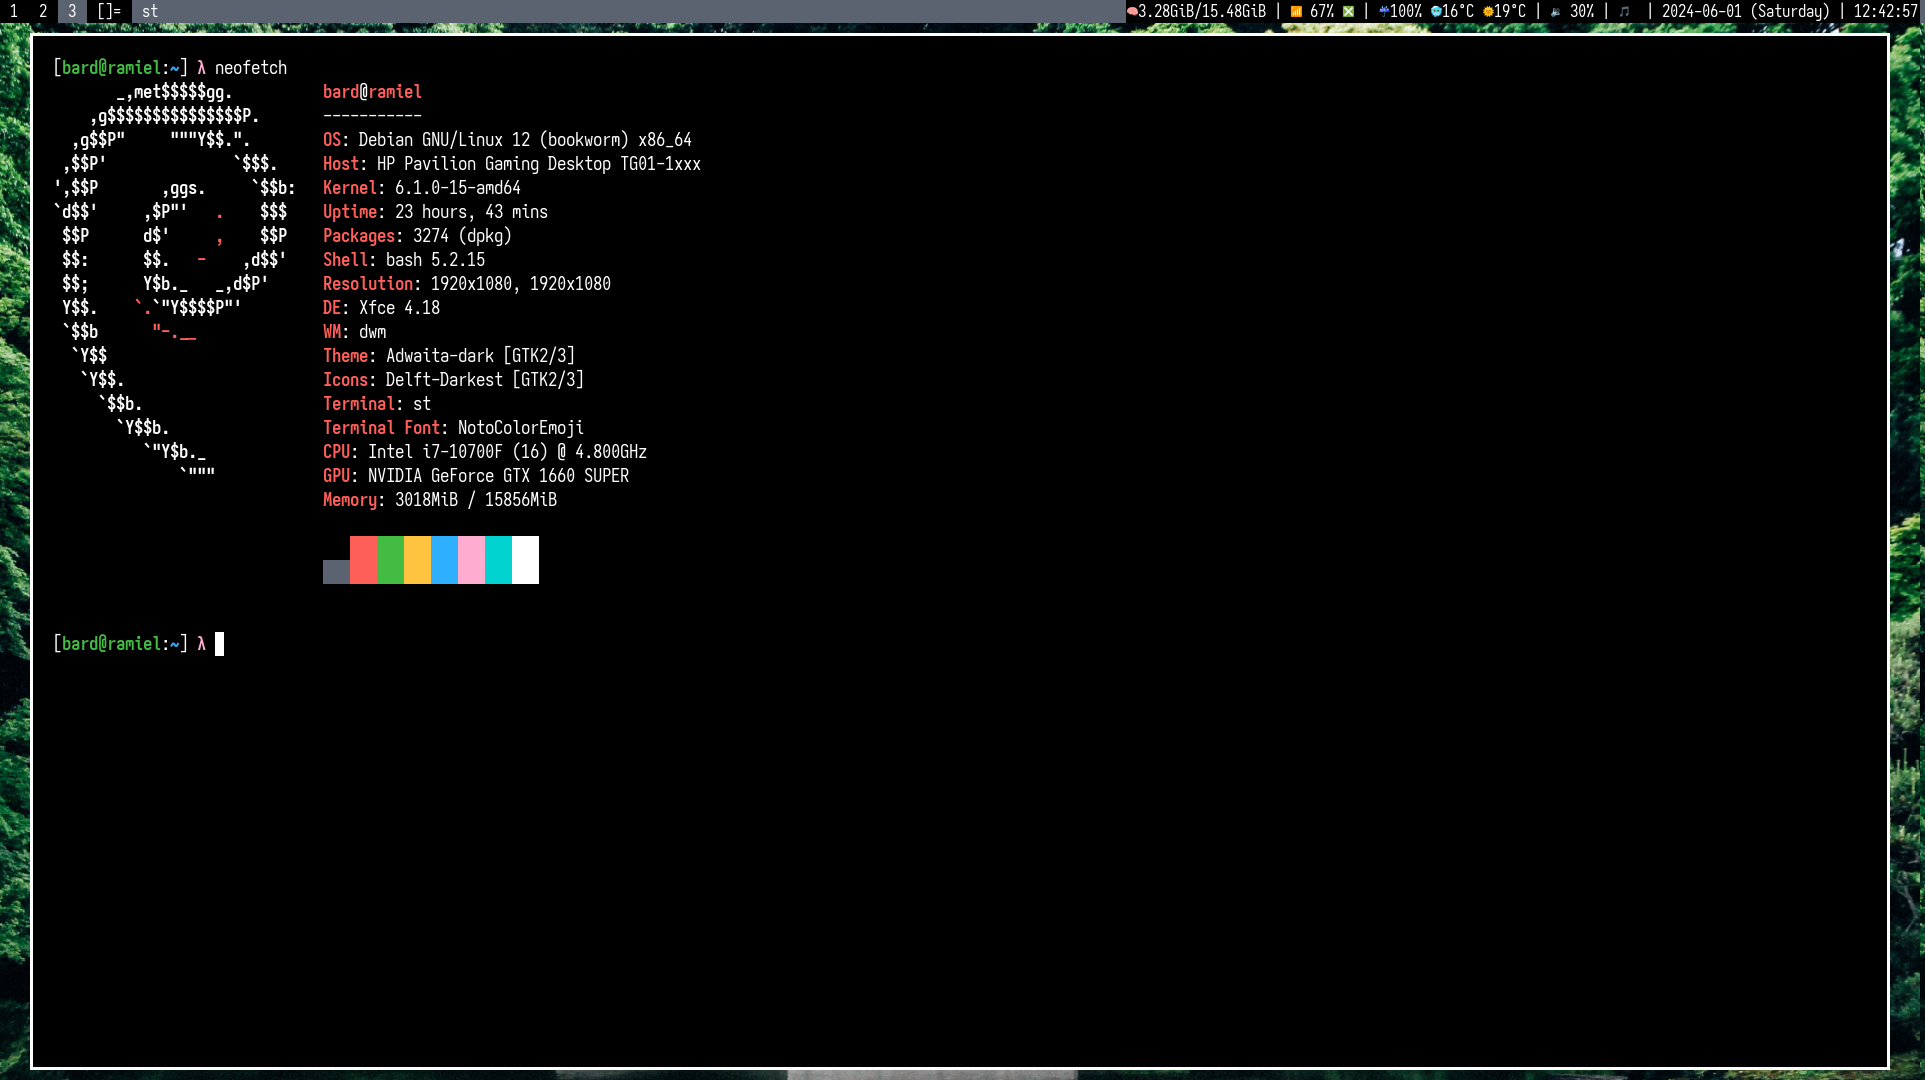 1 2 3 []= st 🧠3.28GiB/15.48GiB | 📶 67% ❎ | ☔100% 🥶16°C 🌞19°C | 🔉 30% | 🎵 | 2024-06-01 (Saturday) | 12:42:57
[bard@ramiel:~] λ neofetch
       _,met$$$$$gg.          bard@ramiel
    ,g$$$$$$$$$$$$$$$P.       -----------
  ,g$$P"     """Y$$.".        OS: Debian GNU/Linux 12 (bookworm) x86_64
 ,$$P'              `$$$.     Host: HP Pavilion Gaming Desktop TG01-1xxx
',$$P       ,ggs.     `$$b:   Kernel: 6.1.0-15-amd64
`d$$'     ,$P"'   .    $$$    Uptime: 23 hours, 43 mins
 $$P      d$'     ,    $$P    Packages: 3274 (dpkg)
 $$:      $$.   -    ,d$$'    Shell: bash 5.2.15
 $$;      Y$b._   _,d$P'      Resolution: 1920x1080, 1920x1080
 Y$$.    `.`"Y$$$$P"'         DE: Xfce 4.18
 `$$b      "-.__              WM: dwm
  `Y$$                        Theme: Adwaita-dark [GTK2/3]
   `Y$$.                      Icons: Delft-Darkest [GTK2/3]
     `$$b.                    Terminal: st
       `Y$$b.                 Terminal Font: NotoColorEmoji
          `"Y$b._             CPU: Intel i7-10700F (16) @ 4.800GHz
              `"""            GPU: NVIDIA GeForce GTX 1660 SUPER
                              Memory: 3018MiB / 15856MiB
[bard@ramiel:~] λ